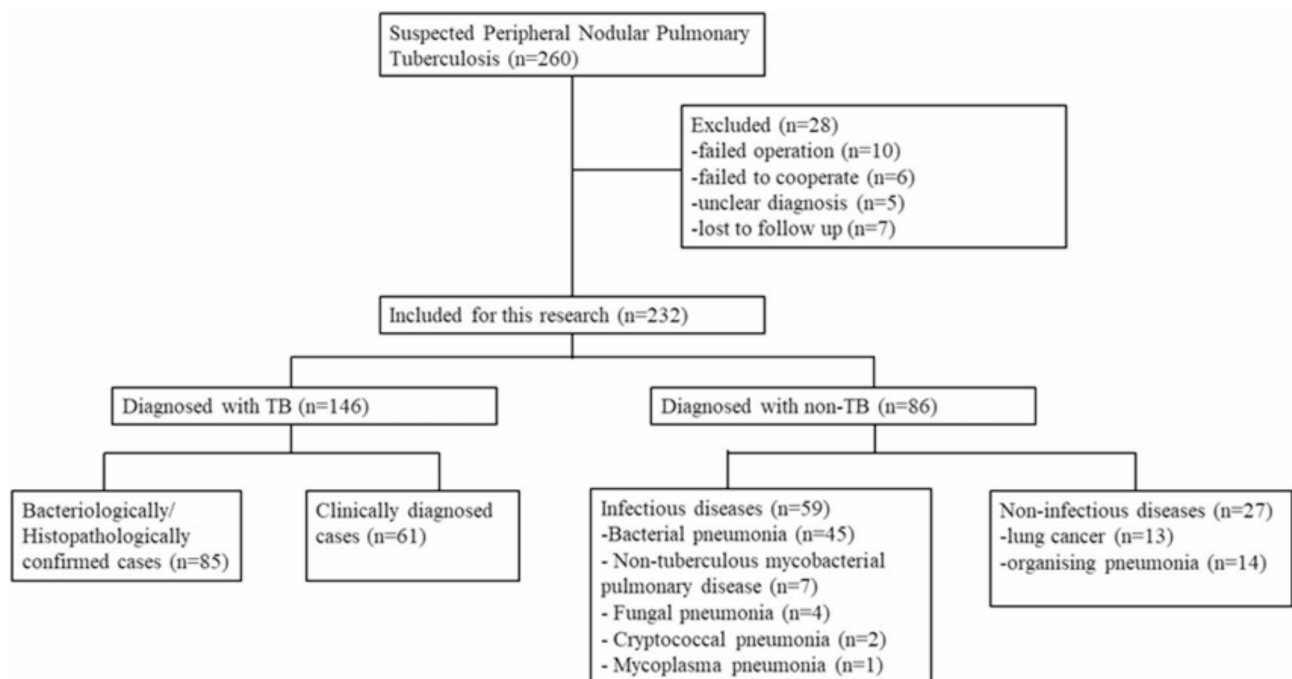 Suspected Peripheral Nodular Pulmonary
Tuberculosis (n=260)
Excluded (n=28)
-failed operation (n=10)
-failed to cooperate (n=6)
-unclear diagnosis (n=5)
-lost to follow up (n=7)
Included for this research (n=232)
Diagnosed with TB (n=146)
Diagnosed with non-TB (n=86)
Bacteriologically/
Histopathologically
confirmed cases (n=85)
Clinically diagnosed
cases (n=61)
Infectious diseases (n=59)
-Bacterial pneumonia (n=45)
- Non-tuberculous mycobacterial
pulmonary disease (n=7)
- Fungal pneumonia (n=4)
- Cryptococcal pneumonia (n=2)
- Mycoplasma pneumonia (n=1)
Non-infectious diseases (n=27)
-lung cancer (n=13)
-organising pneumonia (n=14)